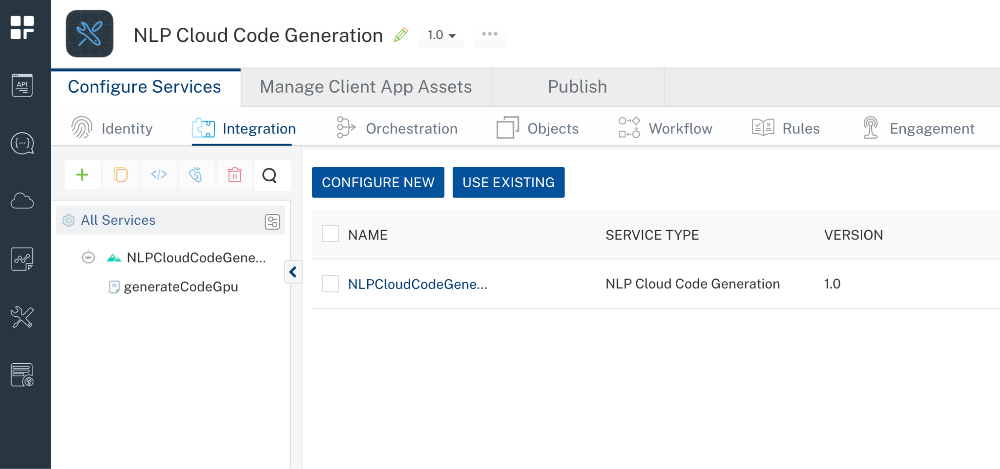 NLP Cloud Code Generation 1.0
API
Configure Services Manage Client App Assets Publish
Identity Integration Orchestration Objects Workflow Rules Engagement
CONFIGURE NEW USE EXISTING
All Services
NAME SERVICE TYPE VERSION
NLPCloudCodeGene...
generateCodeGpu
NLPCloudCodeGene... NLP Cloud Code Generation 1.0